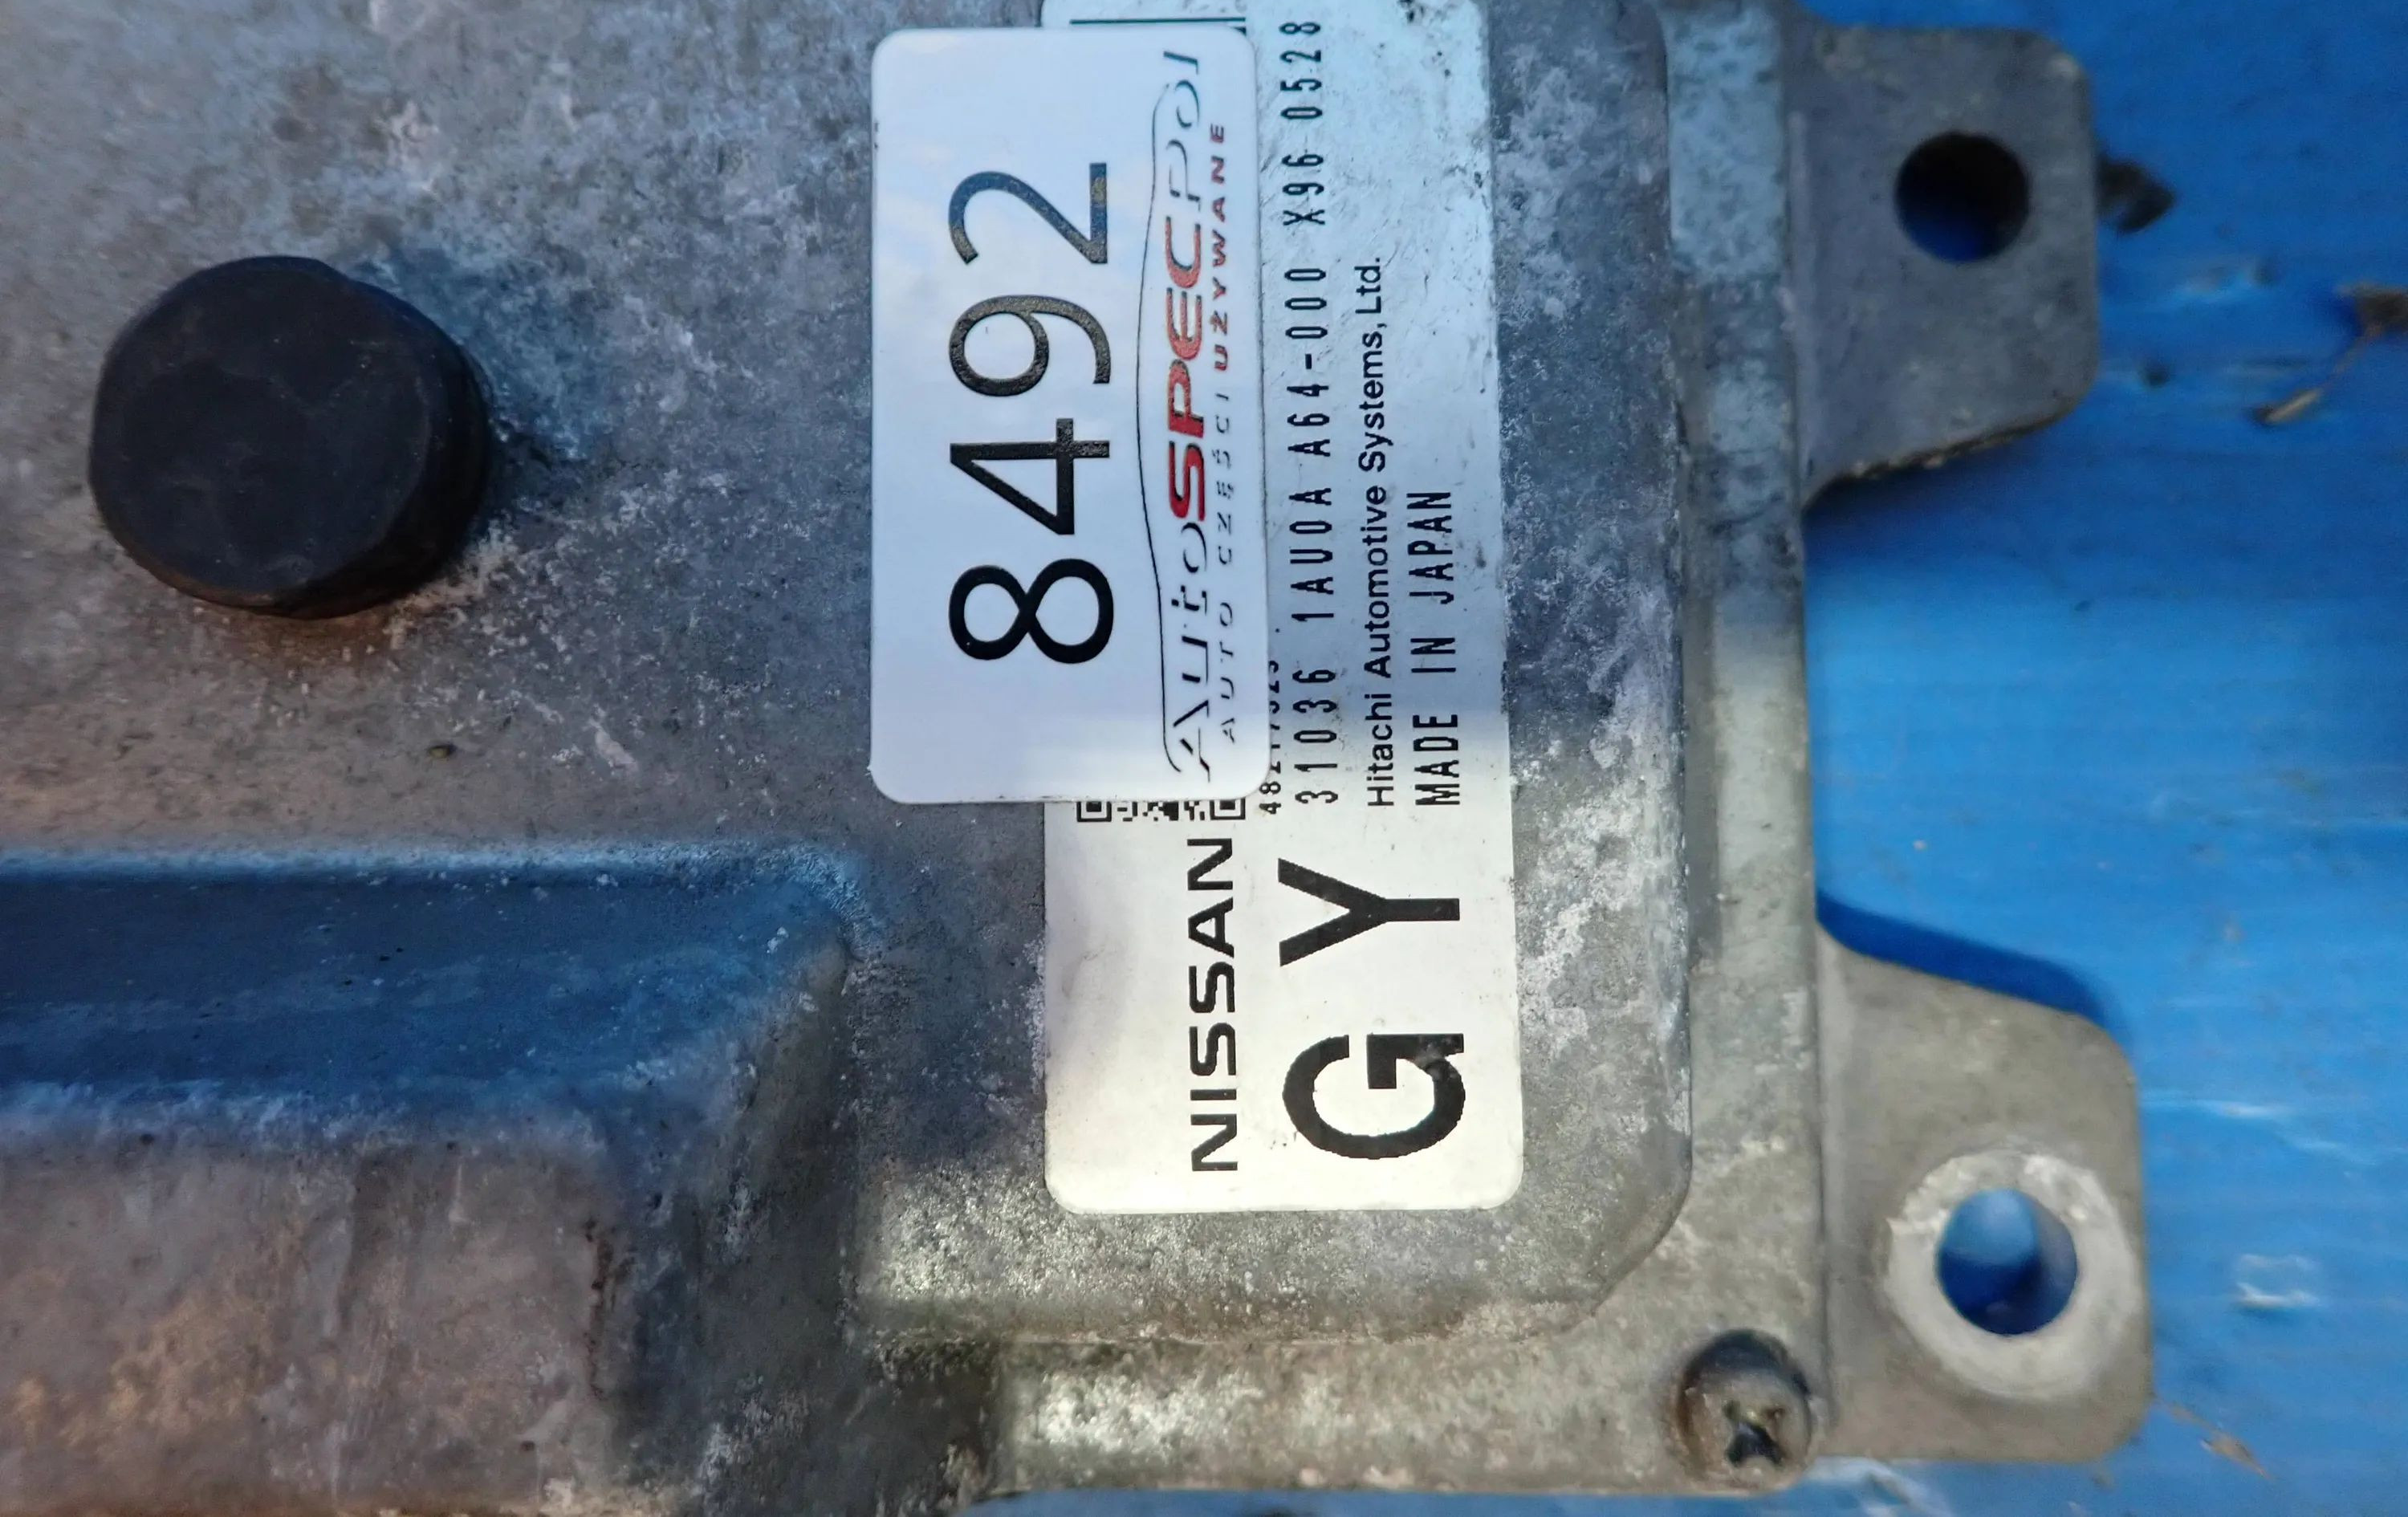 8492
AutoSPECPol
AUTO CZĘŚCI UŻYWANE
NISSAN
GY
31036 1AU0A A64-000 X96 0528
Hitachi Automotive Systems, Ltd.
MADE IN JAPAN